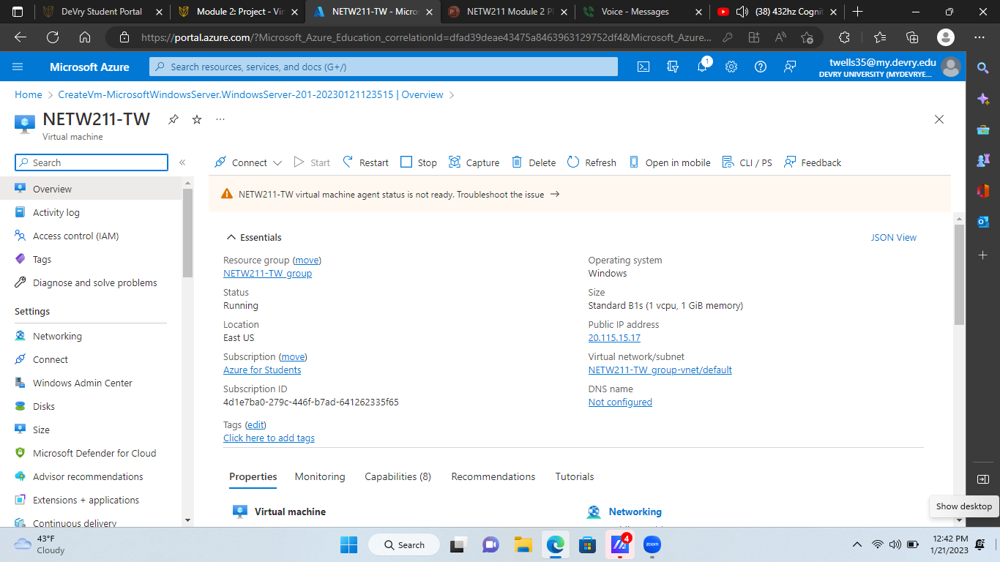 DeVry Student Portal
Module 2: Project - Vir
NETW211-TW - Micros
NETW211 Module 2 P
Voice - Messages
(38) 432hz Cognit
https://portal.azure.com/?Microsoft_Azure_Education_correlationId=dfad39deae43475a8463963129752df4&Microsoft_Azure...
Microsoft Azure
Search resources, services, and docs (G+/)
1
twells35@my.devry.edu
DEVRY UNIVERSITY (MYDEVRYE...
Home > CreateVm-MicrosoftWindowsServer.WindowsServer-201-20230121123515 | Overview >
NETW211-TW
Virtual machine
Search
Overview
Activity log
Access control (IAM)
Tags
Diagnose and solve problems
Settings
Networking
Connect
Windows Admin Center
Disks
Size
Microsoft Defender for Cloud
Advisor recommendations
Extensions + applications
Continuous delivery
Connect Start Restart Stop Capture Delete Refresh Open in mobile CLI / PS Feedback
NETW211-TW virtual machine agent status is not ready. Troubleshoot the issue →
Essentials
JSON View
Resource group (move)
NETW211-TW_group
Status
Running
Location
East US
Subscription (move)
Azure for Students
Subscription ID
4d1e7ba0-279c-446f-b7ad-641262335f65
Tags (edit)
Click here to add tags
Operating system
Windows
Size
Standard B1s (1 vcpu, 1 GiB memory)
Public IP address
20.115.15.17
Virtual network/subnet
NETW211-TW_group-vnet/default
DNS name
Not configured
Properties Monitoring Capabilities (8) Recommendations Tutorials
Virtual machine
Networking
Show desktop
43°F
Cloudy
Search
4
zoom
12:42 PM
1/21/2023